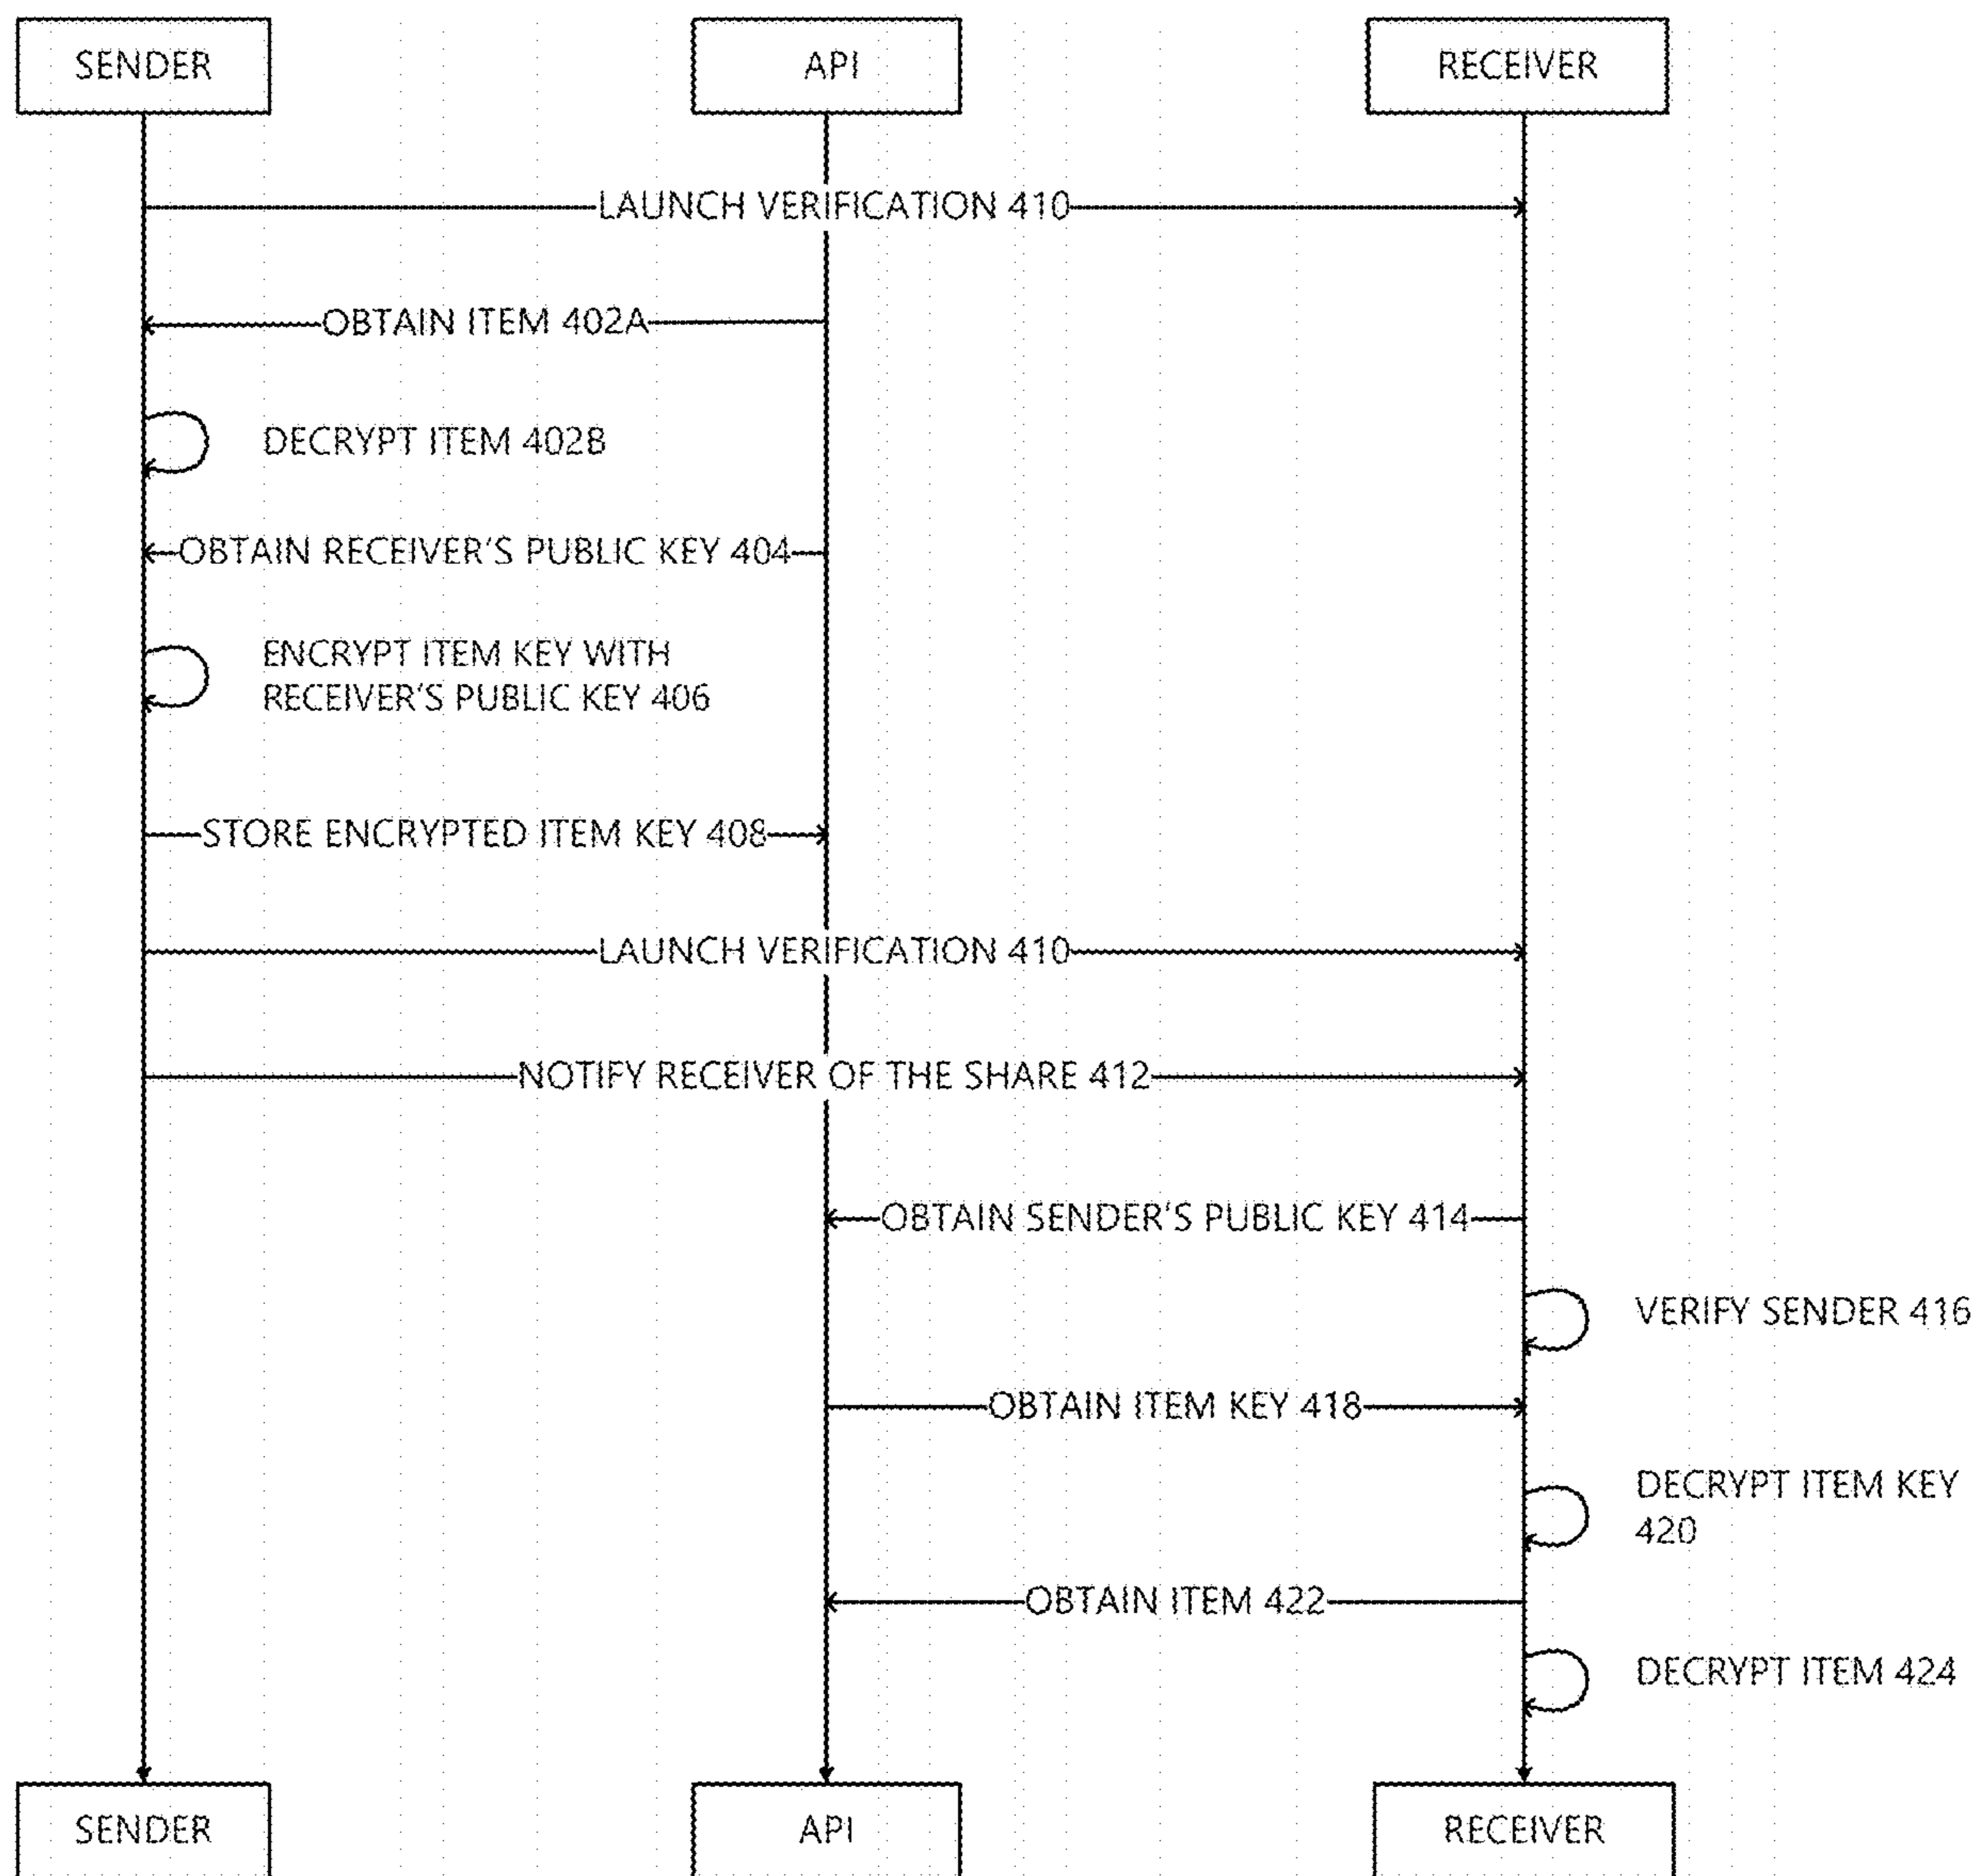 SENDER
API
RECEIVER
LAUNCH VERIFICATION 410
OBTAIN ITEM 402A
DECRYPT ITEM 402B
OBTAIN RECEIVER'S PUBLIC KEY 404
ENCRYPT ITEM KEY WITH
RECEIVER'S PUBLIC KEY 406
STORE ENCRYPTED ITEM KEY 408
LAUNCH VERIFICATION 410
NOTIFY RECEIVER OF THE SHARE 412
OBTAIN SENDER'S PUBLIC KEY 414
VERIFY SENDER 416
OBTAIN ITEM KEY 418
DECRYPT ITEM KEY
420
OBTAIN ITEM 422
DECRYPT ITEM 424
SENDER
API
RECEIVER